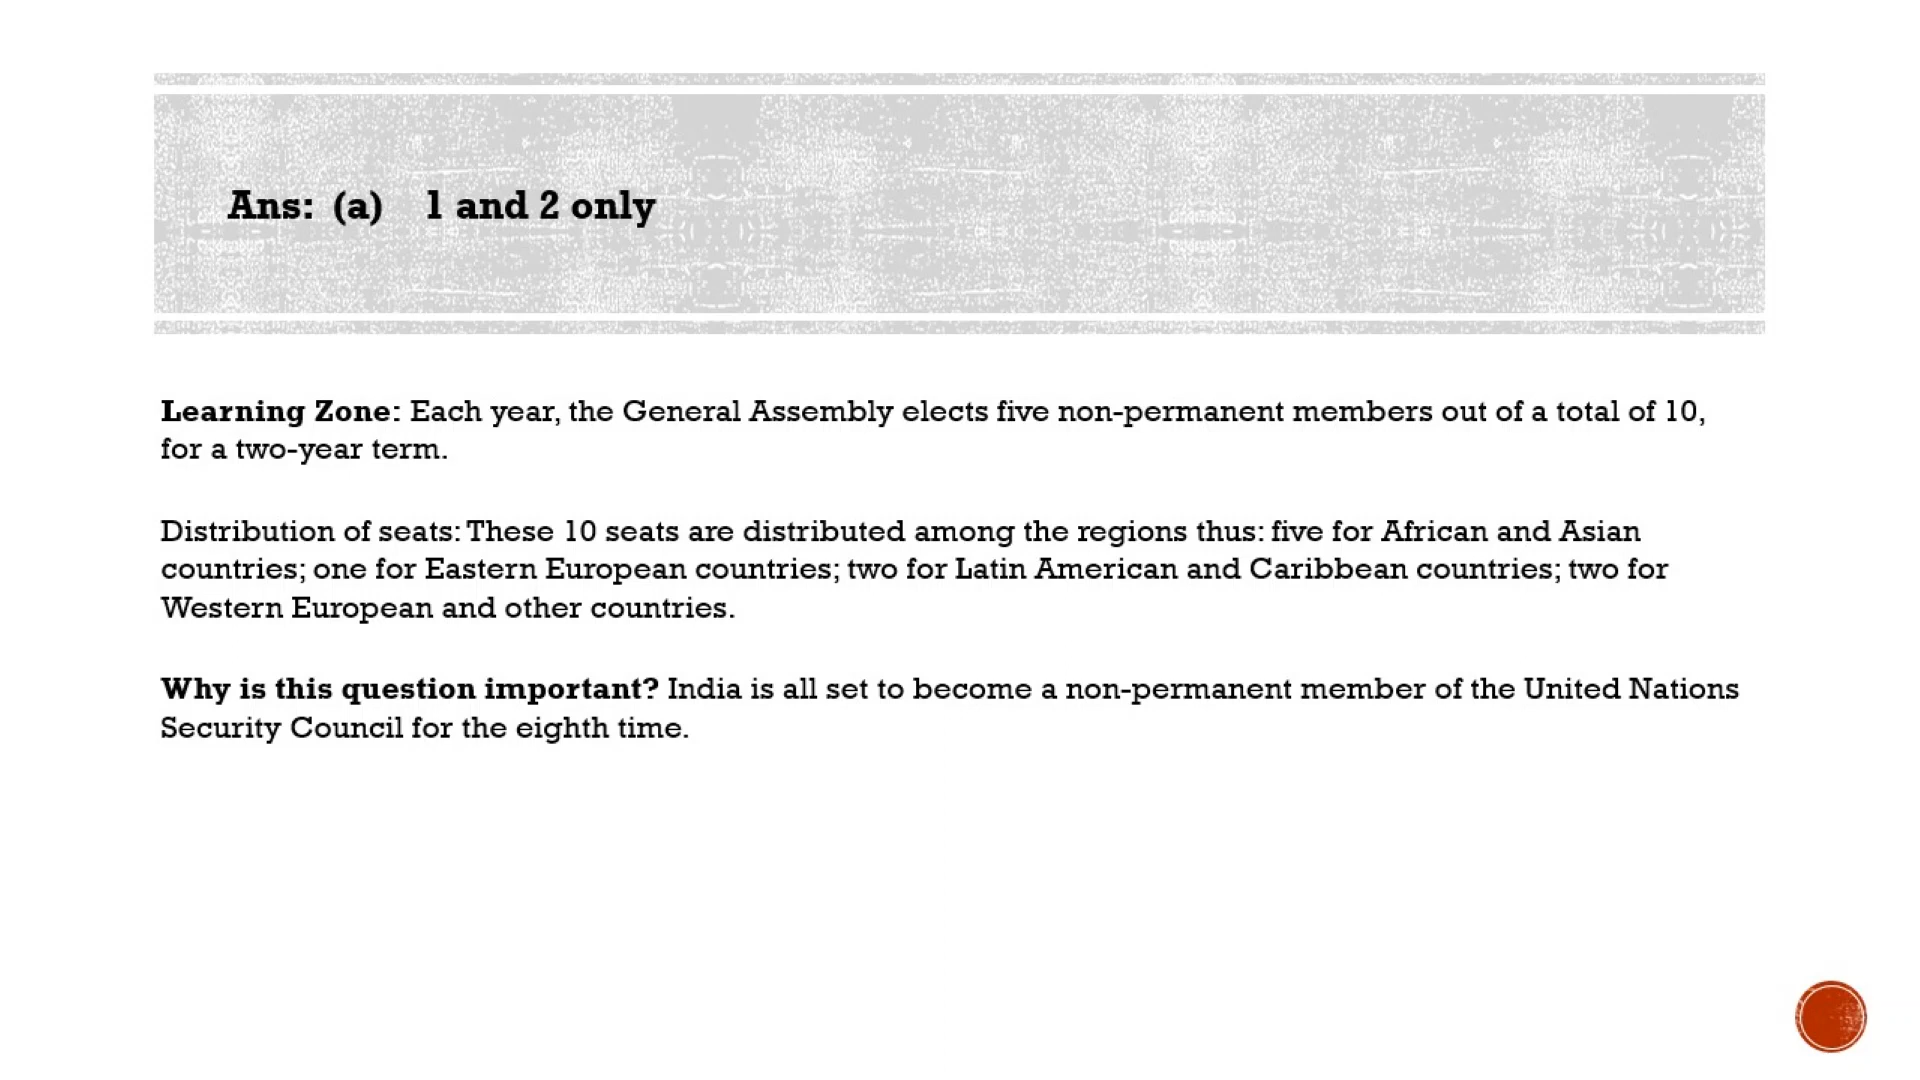 Ans: (a) 1 and 2 only
Learning Zone: Each year, the General Assembly elects five non-permanent members out of a total of 10,
for a two-year term.
Distribution of seats: These 10 seats are distributed among the regions thus: five for African and Asian
countries; one for Eastern European countries; two for Latin American and Caribbean countries; two for
Western European and other countries.
Why is this question important? India is all set to become a non-permanent member of the United Nations
Security Council for the eighth time.